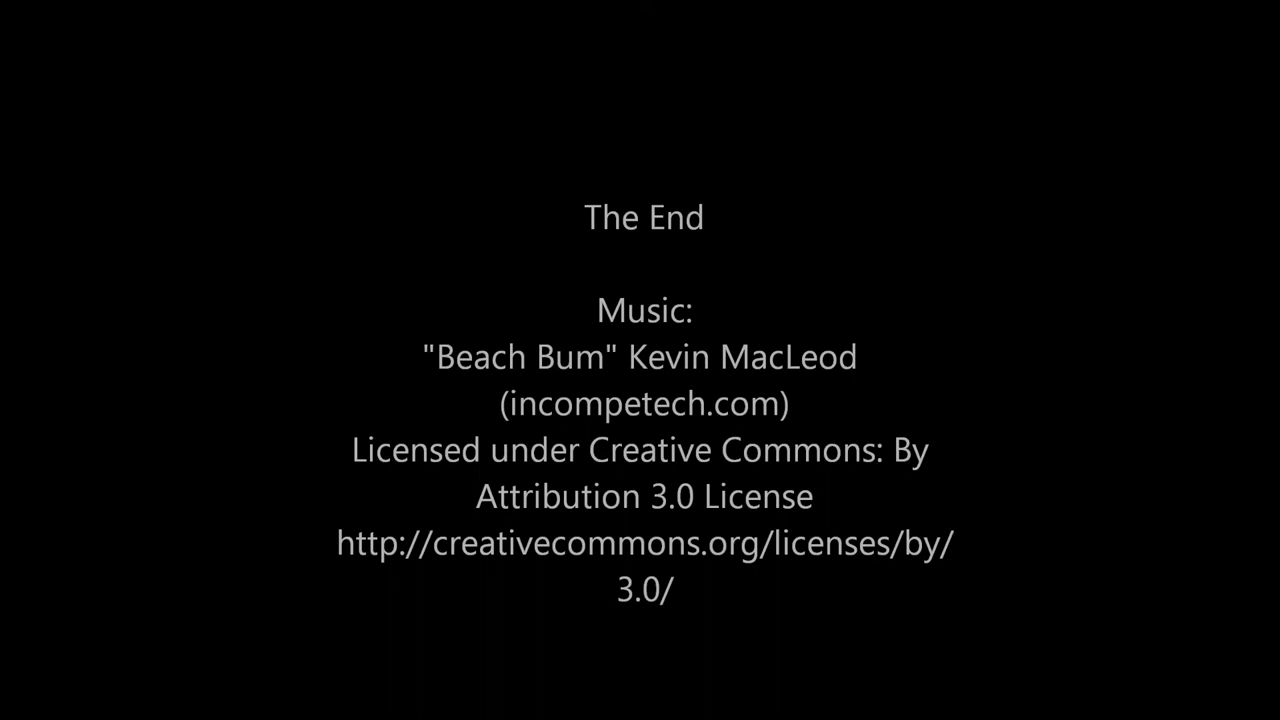 The End
Music:
"Beach Bum" Kevin MacLeod
(incompetech.com)
Licensed under Creative Commons: By
Attribution 3.0 License
http://creativecommons.org/licenses/by/
3.0/